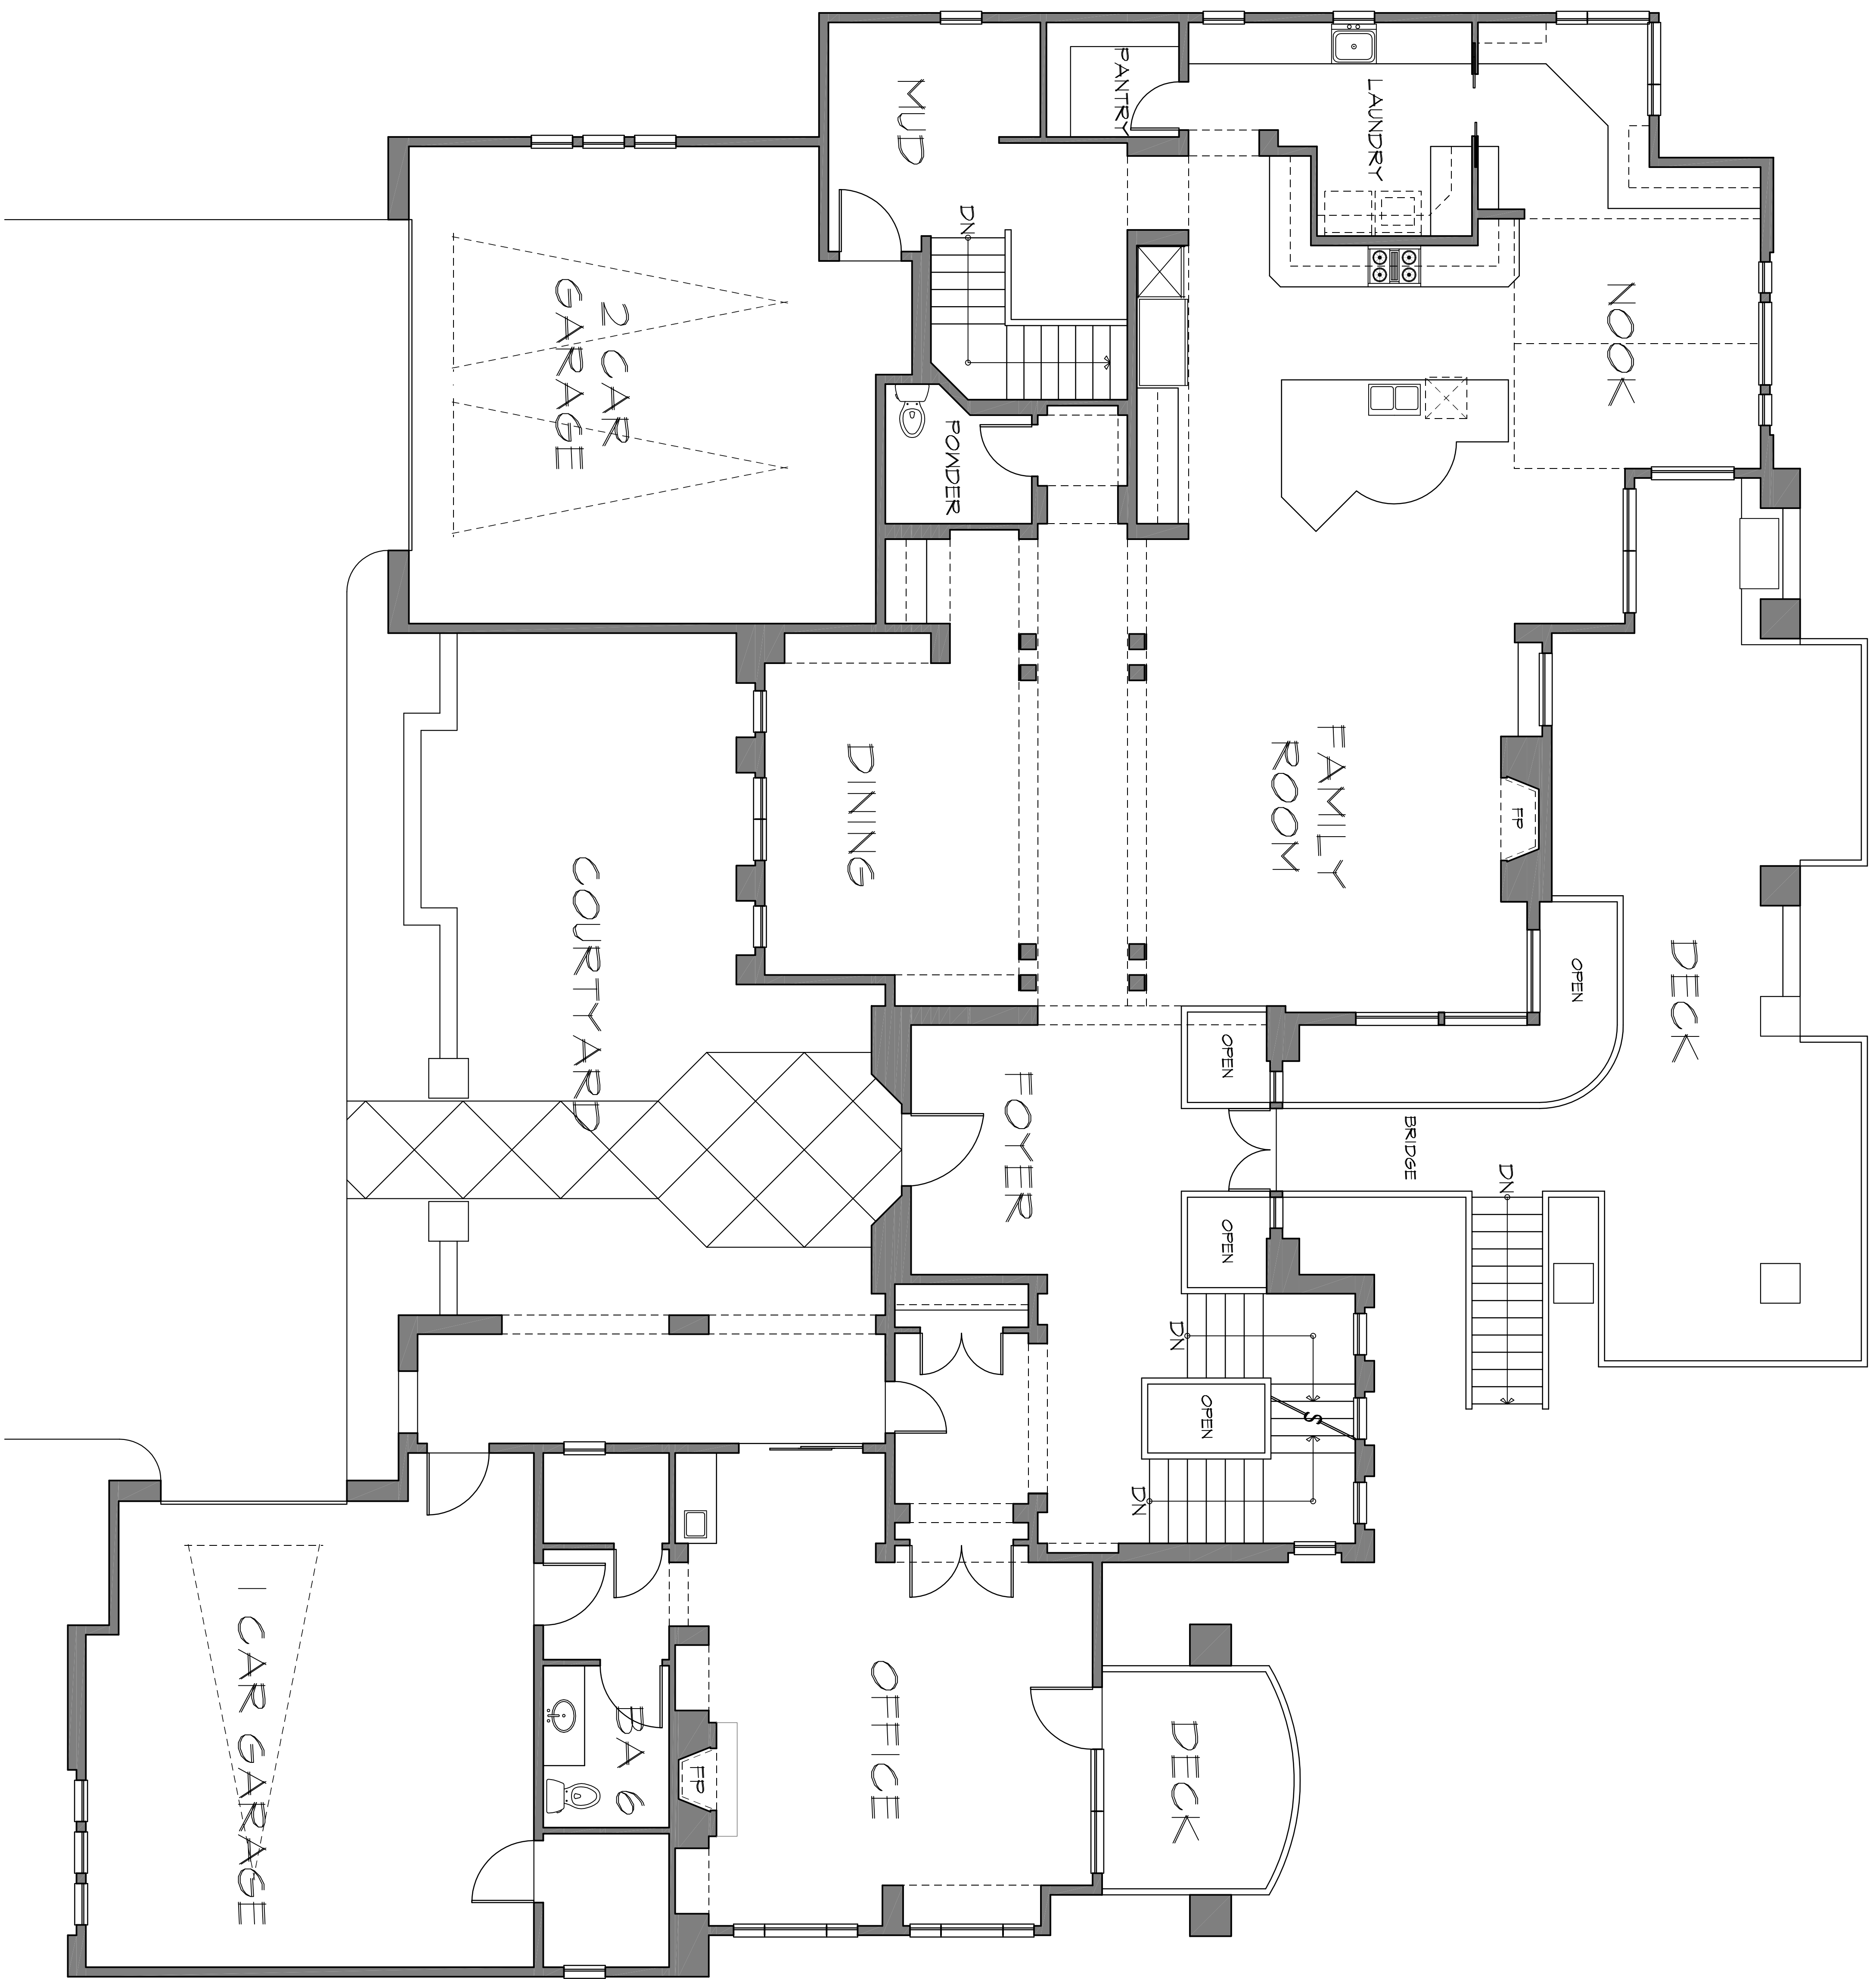 MUD
PANTRY
LAUNDRY
DN
NOOK
2 CAR
GARAGE
POWDER
FAMILY
ROOM
FP
DINING
COURTYARD
DECK
OPEN
OPEN
FOYER
BRIDGE
DN
OPEN
DN
OPEN
S
DN
1 CAR GARAGE
OFFICE
BA 6
FP
DECK